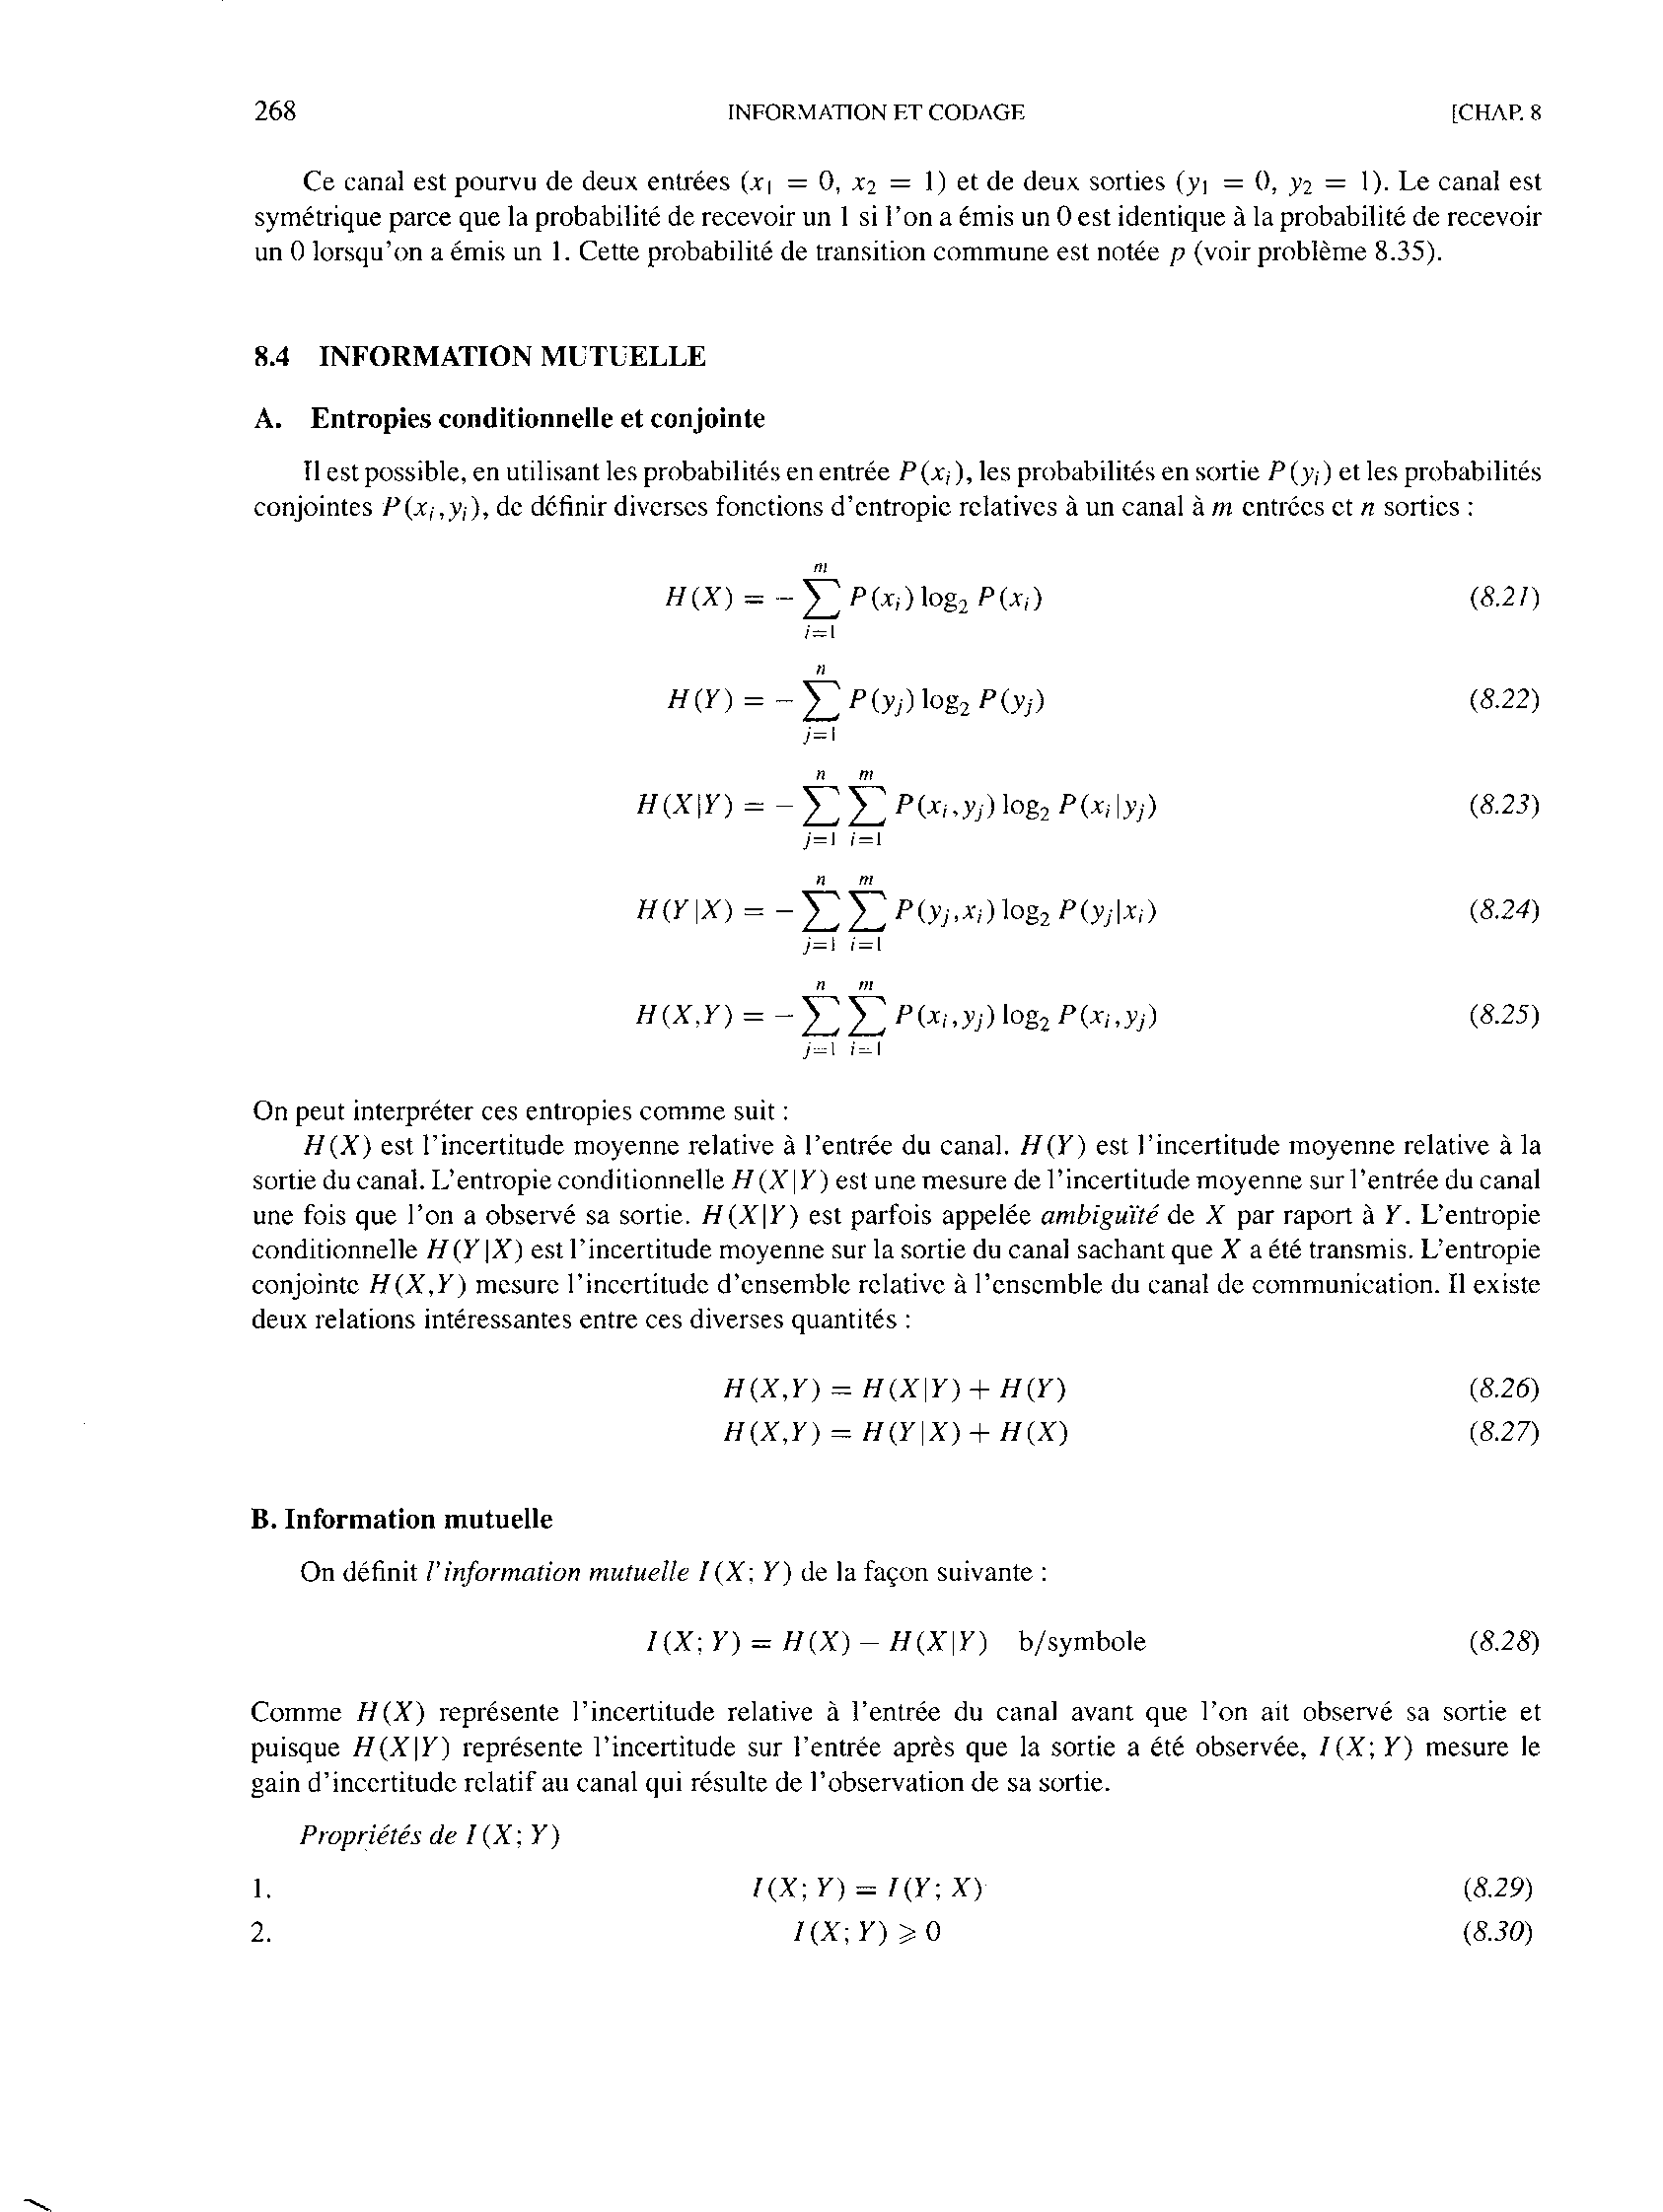 268 INFORMATION ET CODAGE [CHAP. 8
Ce canal est pourvu de deux entrées (x₁ = 0, x₂ = 1) et de deux sorties (y₁ = 0, y₂ = 1). Le canal est
symétrique parce que la probabilité de recevoir un 1 si l'on a émis un 0 est identique à la probabilité de recevoir
un 0 lorsqu'on a émis un 1. Cette probabilité de transition commune est notée p (voir problème 8.35).
8.4 INFORMATION MUTUELLE
A. Entropies conditionnelle et conjointe
Il est possible, en utilisant les probabilités en entrée P(xᵢ), les probabilités en sortie P(yᵢ) et les probabilités
conjointes P(xᵢ,yᵢ), de définir diverses fonctions d'entropie relatives à un canal à m entrées et n sorties :
H(X) = − ∑_{i=1}^{m} P(xᵢ) log₂ P(xᵢ) (8.21)
H(Y) = − ∑_{j=1}^{n} P(yⱼ) log₂ P(yⱼ) (8.22)
H(X|Y) = − ∑_{j=1}^{n} ∑_{i=1}^{m} P(xᵢ,yⱼ) log₂ P(xᵢ|yⱼ) (8.23)
H(Y|X) = − ∑_{j=1}^{n} ∑_{i=1}^{m} P(yⱼ,xᵢ) log₂ P(yⱼ|xᵢ) (8.24)
H(X,Y) = − ∑_{j=1}^{n} ∑_{i=1}^{m} P(xᵢ,yⱼ) log₂ P(xᵢ,yⱼ) (8.25)
On peut interpréter ces entropies comme suit :
H(X) est l'incertitude moyenne relative à l'entrée du canal. H(Y) est l'incertitude moyenne relative à la
sortie du canal. L'entropie conditionnelle H(X|Y) est une mesure de l'incertitude moyenne sur l'entrée du canal
une fois que l'on a observé sa sortie. H(X|Y) est parfois appelée ambiguïté de X par raport à Y. L'entropie
conditionnelle H(Y|X) est l'incertitude moyenne sur la sortie du canal sachant que X a été transmis. L'entropie
conjointe H(X,Y) mesure l'incertitude d'ensemble relative à l'ensemble du canal de communication. Il existe
deux relations intéressantes entre ces diverses quantités :
H(X,Y) = H(X|Y) + H(Y) (8.26)
H(X,Y) = H(Y|X) + H(X) (8.27)
B. Information mutuelle
On définit l'information mutuelle I(X; Y) de la façon suivante :
I(X; Y) = H(X) − H(X|Y) b/symbole (8.28)
Comme H(X) représente l'incertitude relative à l'entrée du canal avant que l'on ait observé sa sortie et
puisque H(X|Y) représente l'incertitude sur l'entrée après que la sortie a été observée, I(X; Y) mesure le
gain d'incertitude relatif au canal qui résulte de l'observation de sa sortie.
Propriétés de I(X; Y)
1. I(X; Y) = I(Y; X) (8.29)
2. I(X; Y) ⩾ 0 (8.30)